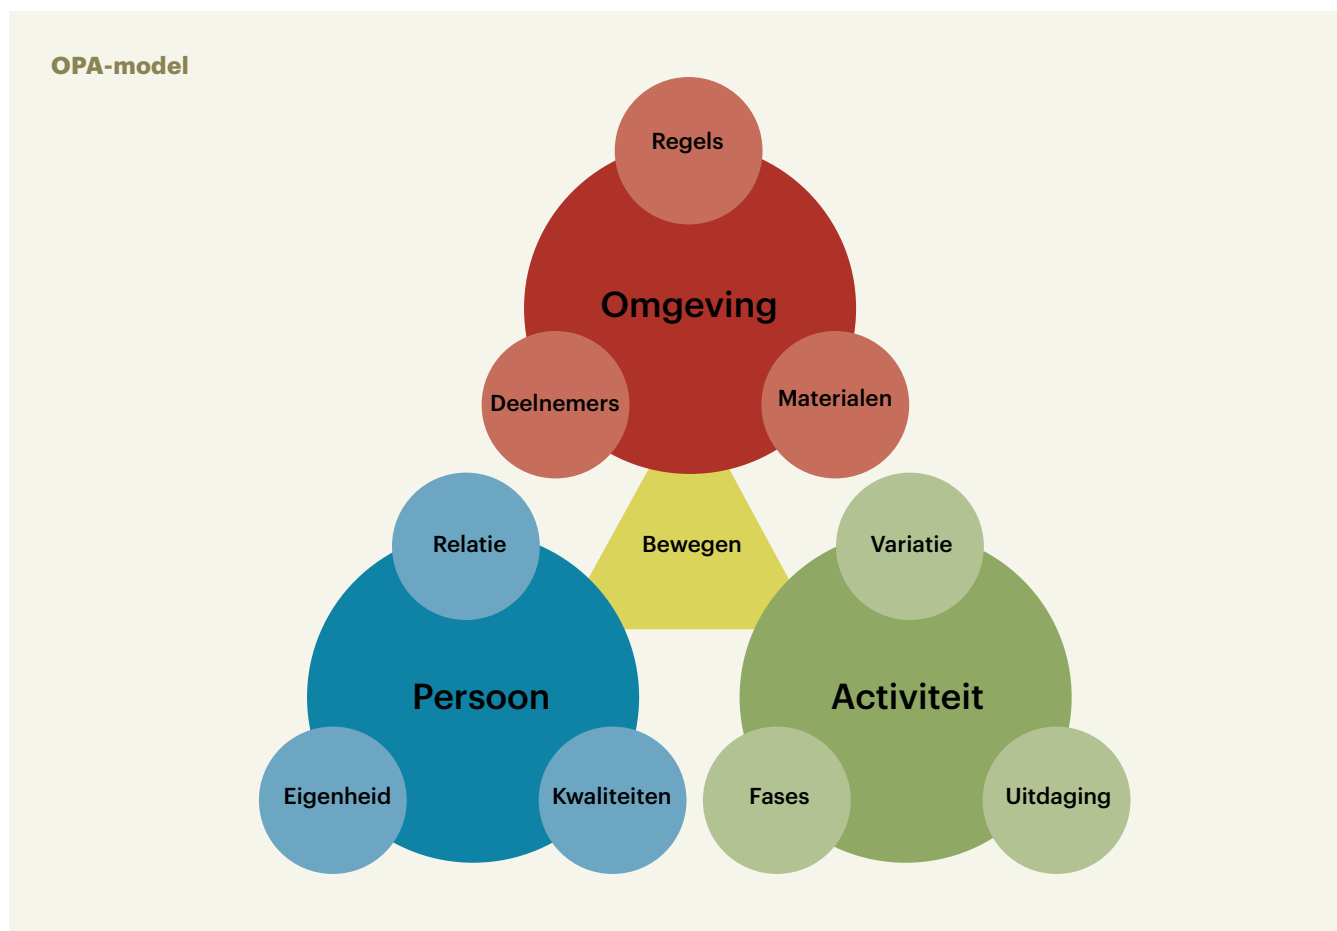 OPA-model
Regels
Omgeving
Deelnemers
Materialen
Relatie
Bewegen
Variatie
Persoon
Activiteit
Eigenheid
Kwaliteiten
Fases
Uitdaging